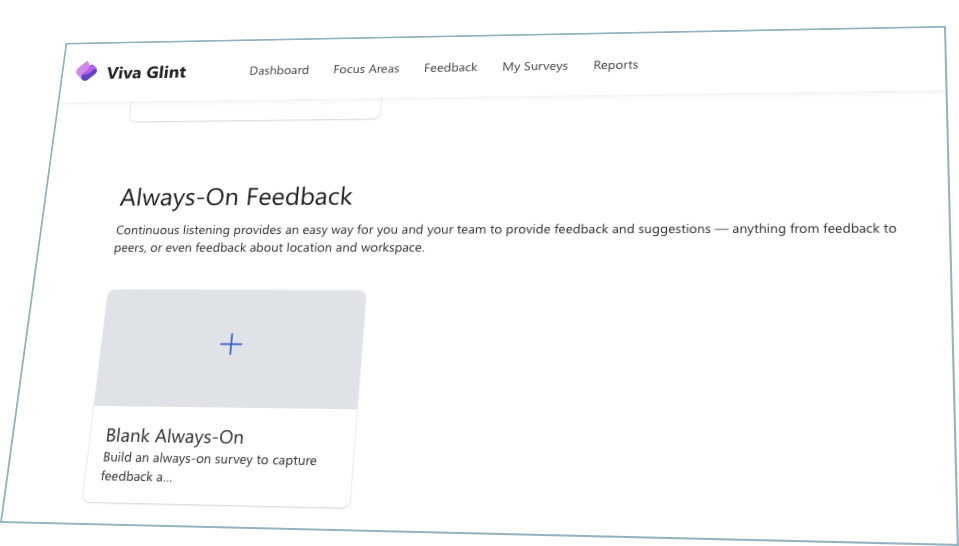 Viva Glint
Dashboard
Focus Areas
Feedback
My Surveys
Reports
Always-On Feedback
Continuous listening provides an easy way for you and your team to provide feedback and suggestions — anything from feedback to
peers, or even feedback about location and workspace.
Blank Always-On
Build an always-on survey to capture
feedback a...